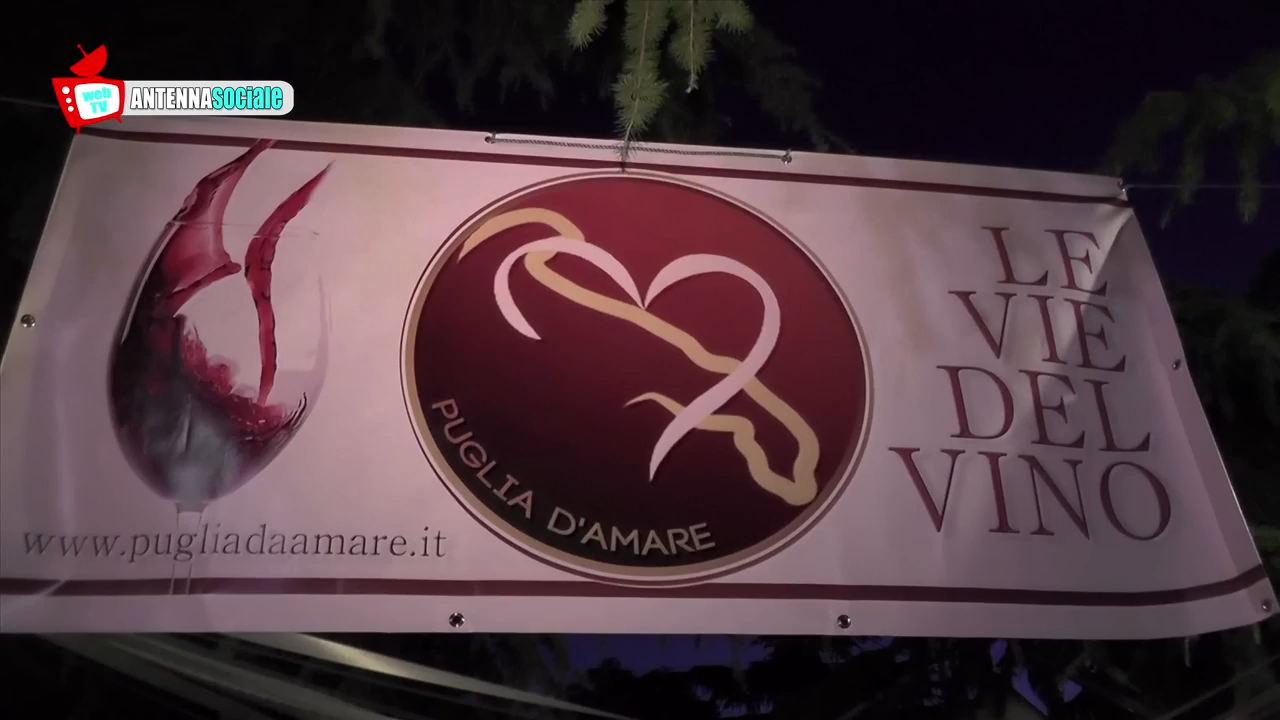 web
TV
ANTENNAsociale
PUGLIA D'AMARE
LE
VIE
DEL
VINO
www.pugliadaamare.it